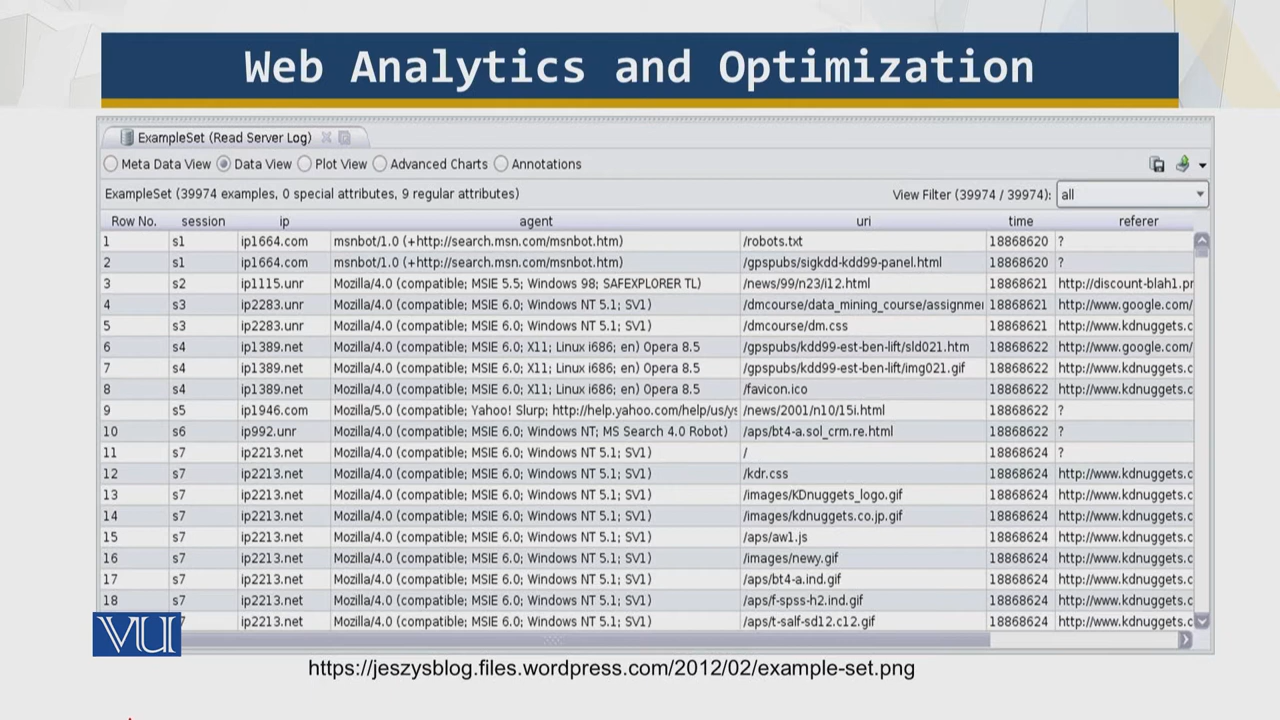 Web Analytics and Optimization
ExampleSet (Read Server Log)
Meta Data View Data View Plot View Advanced Charts Annotations
ExampleSet (39974 examples, 0 special attributes, 9 regular attributes) View Filter (39974 / 39974): all
Row No. session ip agent uri time referer
1 s1 ip1664.com msnbot/1.0 (+http://search.msn.com/msnbot.htm) /robots.txt 18868620 ?
2 s1 ip1664.com msnbot/1.0 (+http://search.msn.com/msnbot.htm) /gpspubs/sigkdd-kdd99-panel.html 18868620 ?
3 s2 ip1115.unr Mozilla/4.0 (compatible; MSIE 5.5; Windows 98; SAFEXPLORER TL) /news/99/n23/i12.html 18868621 http://discount-blah1.pr
4 s3 ip2283.unr Mozilla/4.0 (compatible; MSIE 6.0; Windows NT 5.1; SV1) /dmcourse/data_mining_course/assignmei 18868621 http://www.google.com/
5 s3 ip2283.unr Mozilla/4.0 (compatible; MSIE 6.0; Windows NT 5.1; SV1) /dmcourse/dm.css 18868621 http://www.kdnuggets.c
6 s4 ip1389.net Mozilla/4.0 (compatible; MSIE 6.0; X11; Linux i686; en) Opera 8.5 /gpspubs/kdd99-est-ben-lift/sld021.htm 18868622 http://www.google.com/
7 s4 ip1389.net Mozilla/4.0 (compatible; MSIE 6.0; X11; Linux i686; en) Opera 8.5 /gpspubs/kdd99-est-ben-lift/img021.gif 18868622 http://www.kdnuggets.c
8 s4 ip1389.net Mozilla/4.0 (compatible; MSIE 6.0; X11; Linux i686; en) Opera 8.5 /favicon.ico 18868622 http://www.kdnuggets.c
9 s5 ip1946.com Mozilla/5.0 (compatible; Yahoo! Slurp; http://help.yahoo.com/help/us/ys /news/2001/n10/15i.html 18868622 ?
10 s6 ip992.unr Mozilla/4.0 (compatible; MSIE 6.0; Windows NT; MS Search 4.0 Robot) /aps/bt4-a.sol_crm.re.html 18868622 ?
11 s7 ip2213.net Mozilla/4.0 (compatible; MSIE 6.0; Windows NT 5.1; SV1) / 18868624 ?
12 s7 ip2213.net Mozilla/4.0 (compatible; MSIE 6.0; Windows NT 5.1; SV1) /kdr.css 18868624 http://www.kdnuggets.c
13 s7 ip2213.net Mozilla/4.0 (compatible; MSIE 6.0; Windows NT 5.1; SV1) /images/KDnuggets_logo.gif 18868624 http://www.kdnuggets.c
14 s7 ip2213.net Mozilla/4.0 (compatible; MSIE 6.0; Windows NT 5.1; SV1) /images/kdnuggets.co.jp.gif 18868624 http://www.kdnuggets.c
15 s7 ip2213.net Mozilla/4.0 (compatible; MSIE 6.0; Windows NT 5.1; SV1) /aps/aw1.js 18868624 http://www.kdnuggets.c
16 s7 ip2213.net Mozilla/4.0 (compatible; MSIE 6.0; Windows NT 5.1; SV1) /images/newy.gif 18868624 http://www.kdnuggets.c
17 s7 ip2213.net Mozilla/4.0 (compatible; MSIE 6.0; Windows NT 5.1; SV1) /aps/bt4-a.ind.gif 18868624 http://www.kdnuggets.c
18 s7 ip2213.net Mozilla/4.0 (compatible; MSIE 6.0; Windows NT 5.1; SV1) /aps/f-spss-h2.ind.gif 18868624 http://www.kdnuggets.c
7 ip2213.net Mozilla/4.0 (compatible; MSIE 6.0; Windows NT 5.1; SV1) /aps/t-salf-sd12.c12.gif 18868624 http://www.kdnuggets.c
VU
https://jeszysblog.files.wordpress.com/2012/02/example-set.png